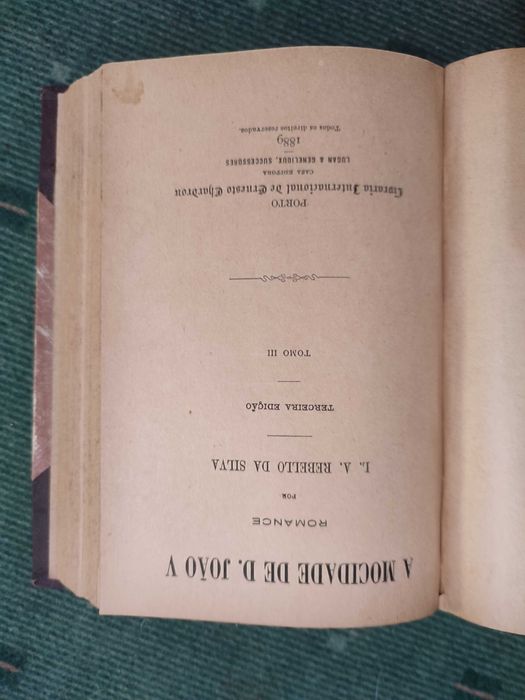 A MOCIDADE DE D. JOÃO V
ROMANCE
POR
L. A. REBELLO DA SILVA
TERCEIRA EDIÇÃO
TOMO III
PORTO
Livraria Internacional de Ernesto Chardron
CASA EDITORA
LUGAN & GENELIOUX, SUCCESSORES
1889
Todos os direitos reservados.